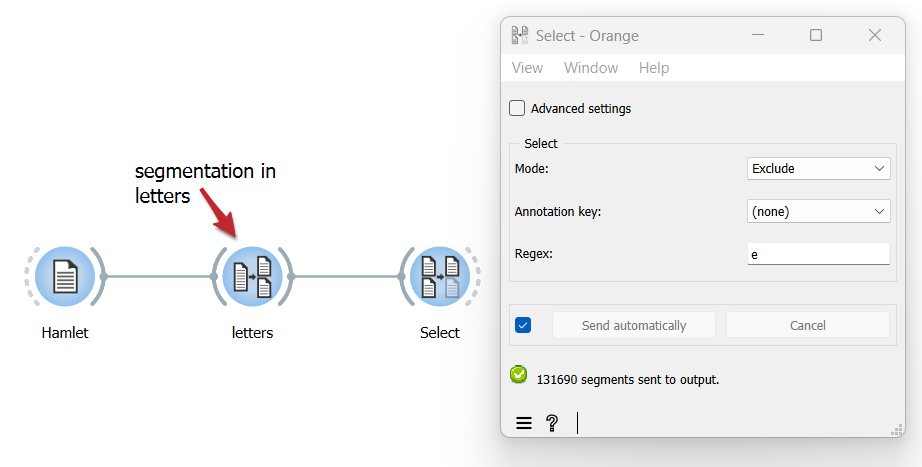 segmentation in
letters
Hamlet
letters
Select
Select - Orange
View Window Help
Advanced settings
Select
Mode: Exclude
Annotation key: (none)
Regex: e
Send automatically Cancel
131690 segments sent to output.
?